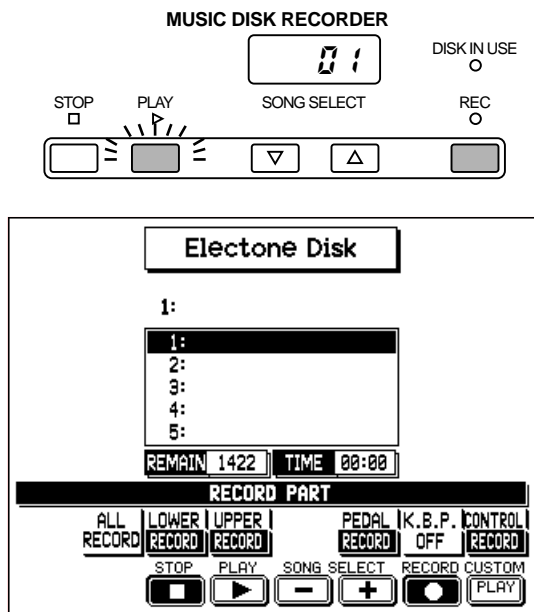 MUSIC DISK RECORDER
01
DISK IN USE
STOP PLAY SONG SELECT REC
Electone Disk
1:
1:
2:
3:
4:
5:
REMAIN 1422 TIME 00:00
RECORD PART
ALL LOWER UPPER PEDAL K.B.P. CONTROL
RECORD RECORD RECORD RECORD OFF RECORD
STOP PLAY SONG SELECT RECORD CUSTOM
PLAY